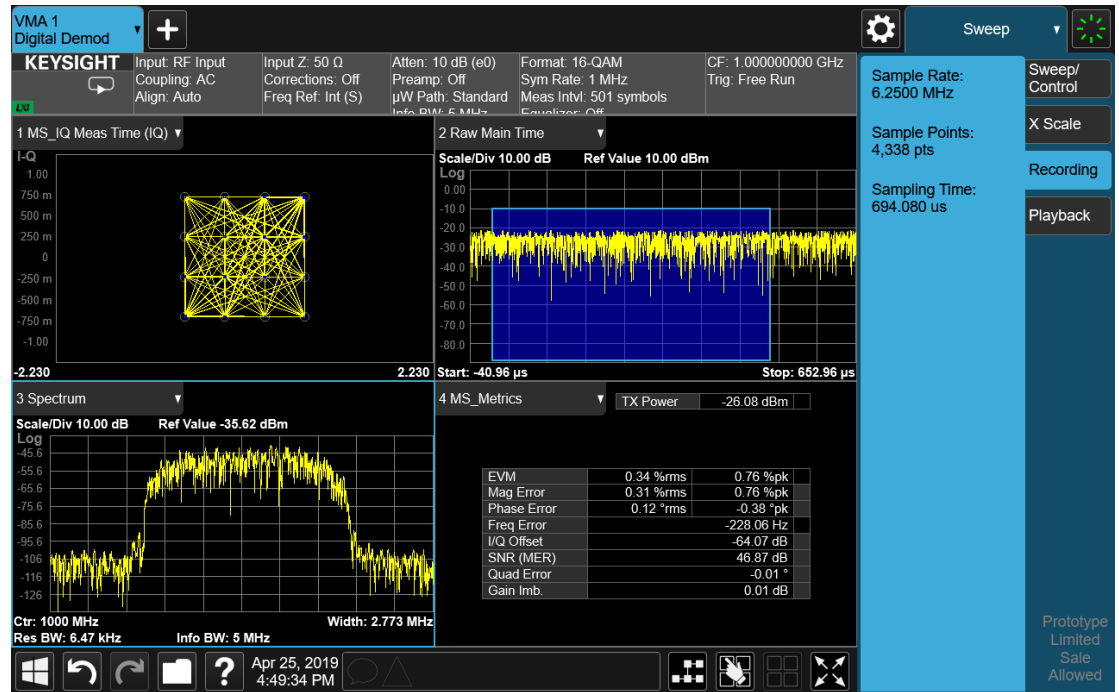 VMA 1
Digital Demod
Sweep
KEYSIGHT
LXI
Input: RF Input
Coupling: AC
Align: Auto
Input Z: 50 Ω
Corrections: Off
Freq Ref: Int (S)
Atten: 10 dB (e0)
Preamp: Off
µW Path: Standard
Info BW: 5 MHz
Format: 16-QAM
Sym Rate: 1 MHz
Meas Intvl: 501 symbols
Equalizer: Off
CF: 1.000000000 GHz
Trig: Free Run
1 MS_IQ Meas Time (IQ)
I-Q
1.00
750 m
500 m
250 m
0
-250 m
-500 m
-750 m
-1.00
-2.230 2.230
2 Raw Main Time
Scale/Div 10.00 dB Ref Value 10.00 dBm
Log
0.00
-10.0
-20.0
-30.0
-40.0
-50.0
-60.0
-70.0
-80.0
Start: -40.96 µs Stop: 652.96 µs
3 Spectrum
Scale/Div 10.00 dB Ref Value -35.62 dBm
Log
-45.6
-55.6
-65.6
-75.6
-85.6
-95.6
-106
-116
-126
Ctr: 1000 MHz Width: 2.773 MHz
Res BW: 6.47 kHz Info BW: 5 MHz
4 MS_Metrics
TX Power -26.08 dBm
EVM 0.34 %rms 0.76 %pk
Mag Error 0.31 %rms 0.76 %pk
Phase Error 0.12 °rms -0.38 °pk
Freq Error -228.06 Hz
I/Q Offset -64.07 dB
SNR (MER) 46.87 dB
Quad Error -0.01 °
Gain Imb. 0.01 dB
Sample Rate:
6.2500 MHz
Sample Points:
4,338 pts
Sampling Time:
694.080 us
Sweep/
Control
X Scale
Recording
Playback
Prototype
Limited
Sale
Allowed
?
Apr 25, 2019
4:49:34 PM